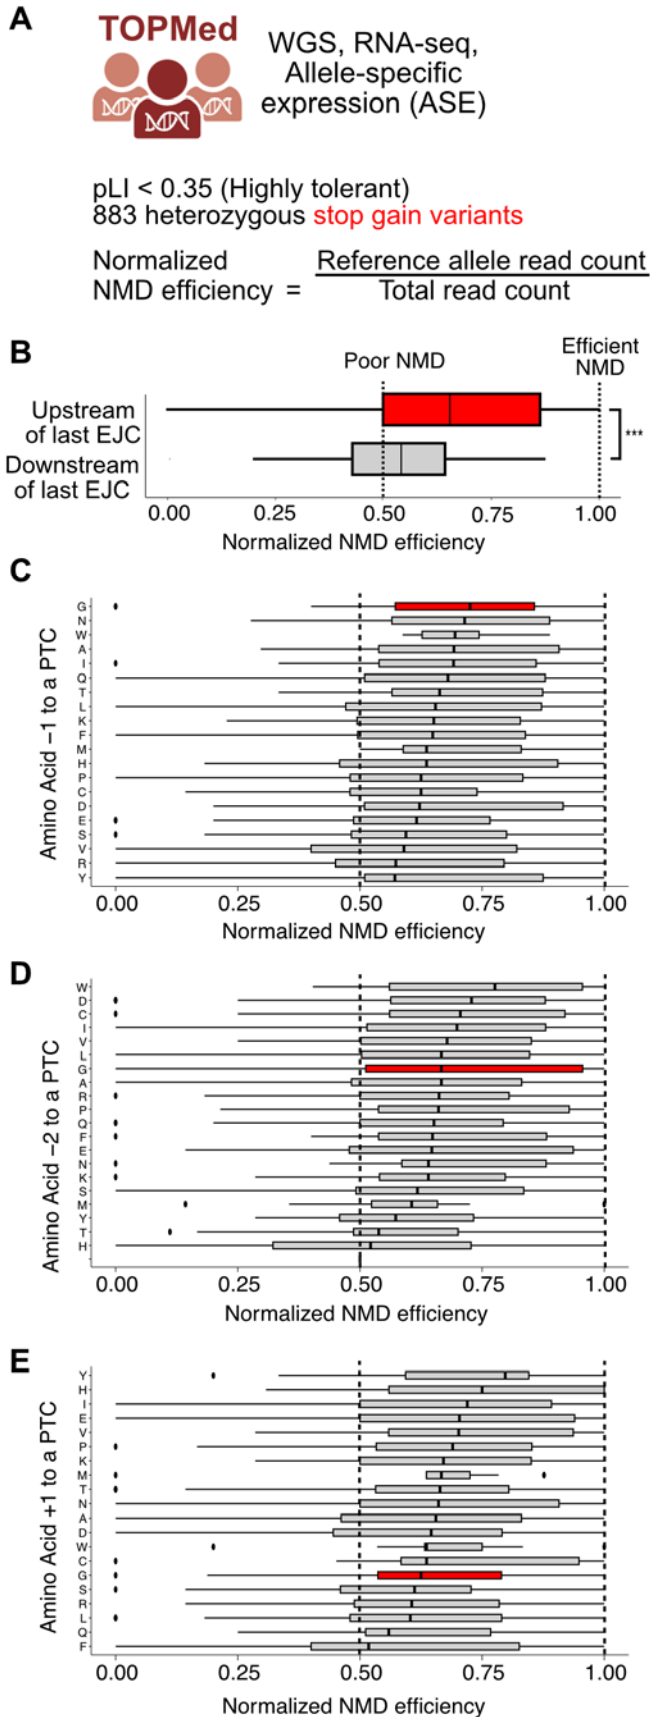 A
TOPMed
WGS, RNA-seq,
Allele-specific
expression (ASE)
pLI < 0.35 (Highly tolerant)
883 heterozygous stop gain variants
Normalized
NMD efficiency =
Reference allele read count
Total read count
B
Poor NMD
Efficient
NMD
Upstream
of last EJC
Downstream
of last EJC
***
0.00 0.25 0.50 0.75 1.00
Normalized NMD efficiency
C
Amino Acid −1 to a PTC
G
N
W
A
I
Q
T
L
K
F
M
H
P
C
D
E
S
V
R
Y
0.00 0.25 0.50 0.75 1.00
Normalized NMD efficiency
D
Amino Acid −2 to a PTC
W
D
C
I
V
L
G
A
R
P
Q
F
E
N
K
S
M
Y
T
H
0.00 0.25 0.50 0.75 1.00
Normalized NMD efficiency
E
Amino Acid +1 to a PTC
Y
H
I
E
V
P
K
M
T
N
A
D
W
C
G
S
R
L
Q
F
0.00 0.25 0.50 0.75 1.00
Normalized NMD efficiency